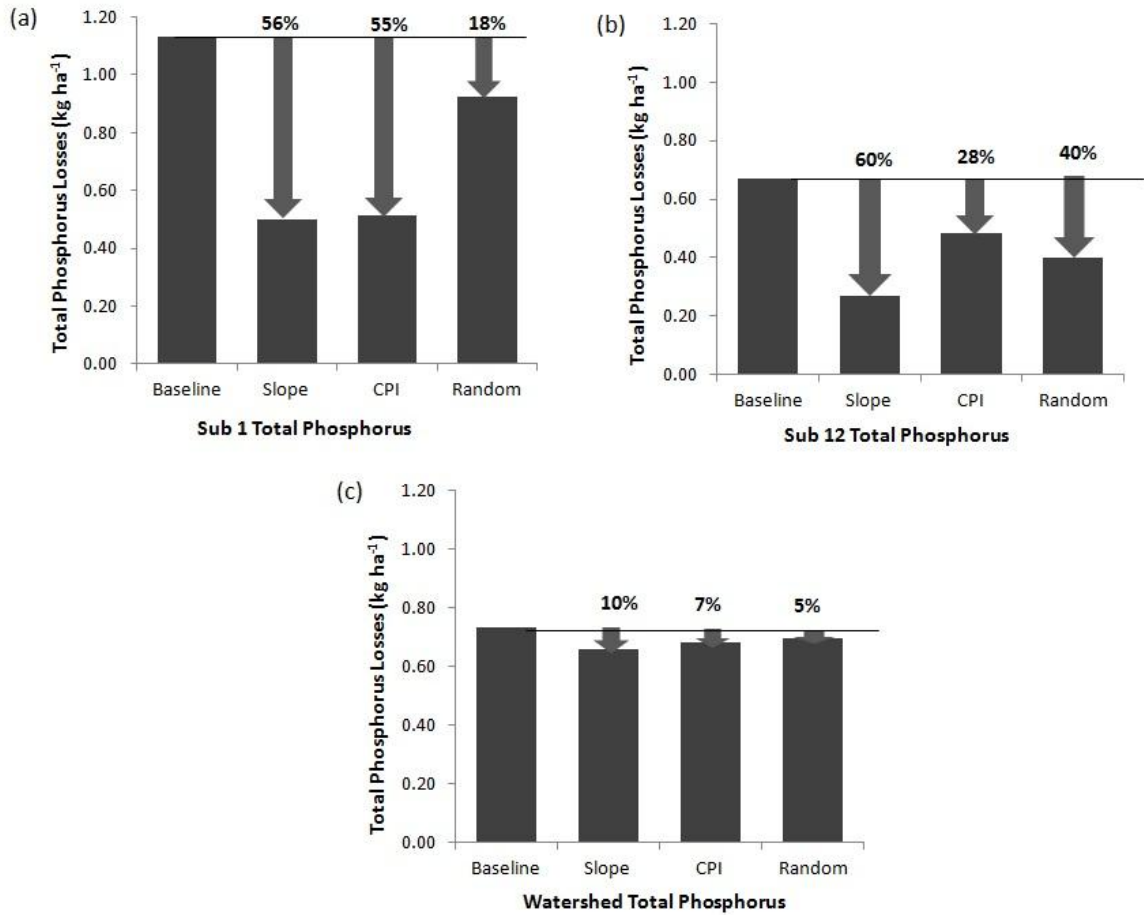 (a)
Total Phosphorus Losses (kg ha⁻¹)
1.20
1.00
0.80
0.60
0.40
0.20
0.00
56% 55% 18%
Baseline Slope CPI Random
Sub 1 Total Phosphorus
(b)
Total Phosphorus Losses (kg ha⁻¹)
1.20
1.00
0.80
0.60
0.40
0.20
0.00
60% 28% 40%
Baseline Slope CPI Random
Sub 12 Total Phosphorus
(c)
Total Phosphorus Losses (kg ha⁻¹)
1.20
1.00
0.80
0.60
0.40
0.20
0.00
10% 7% 5%
Baseline Slope CPI Random
Watershed Total Phosphorus